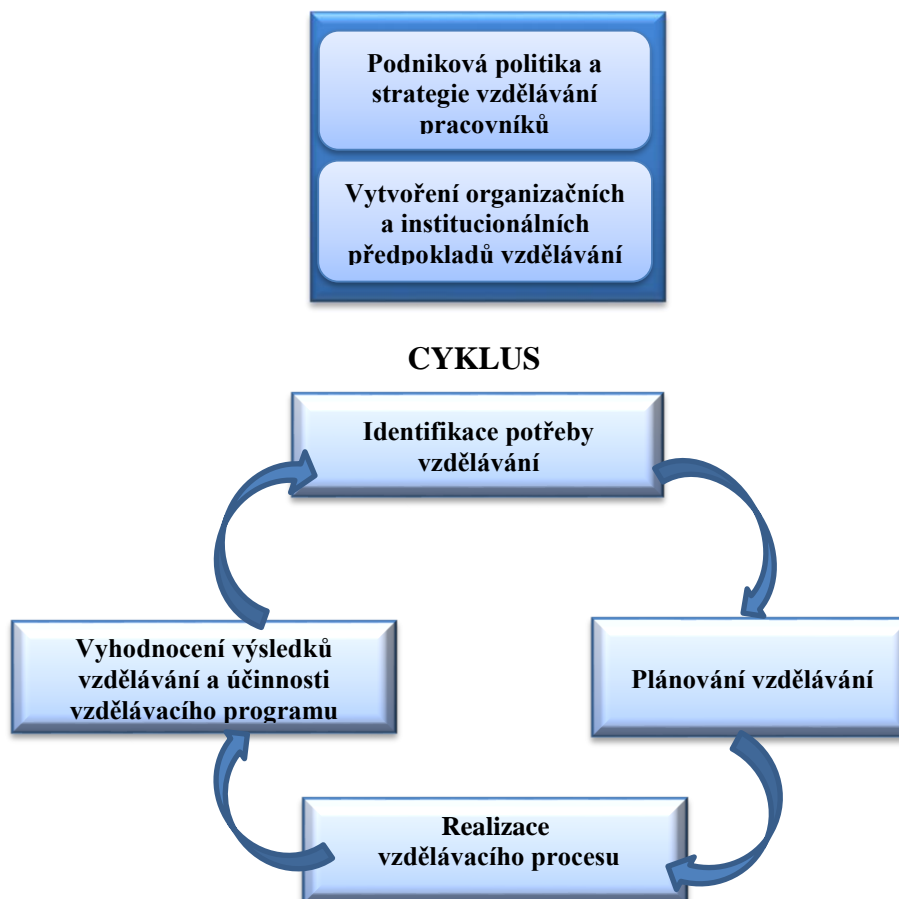 Podniková politika a
strategie vzdělávání
pracovníků
Vytvoření organizačních
a institucionálních
předpokladů vzdělávání
CYKLUS
Identifikace potřeby
vzdělávání
Vyhodnocení výsledků
vzdělávání a účinnosti
vzdělávacího programu
Plánování vzdělávání
Realizace
vzdělávacího procesu